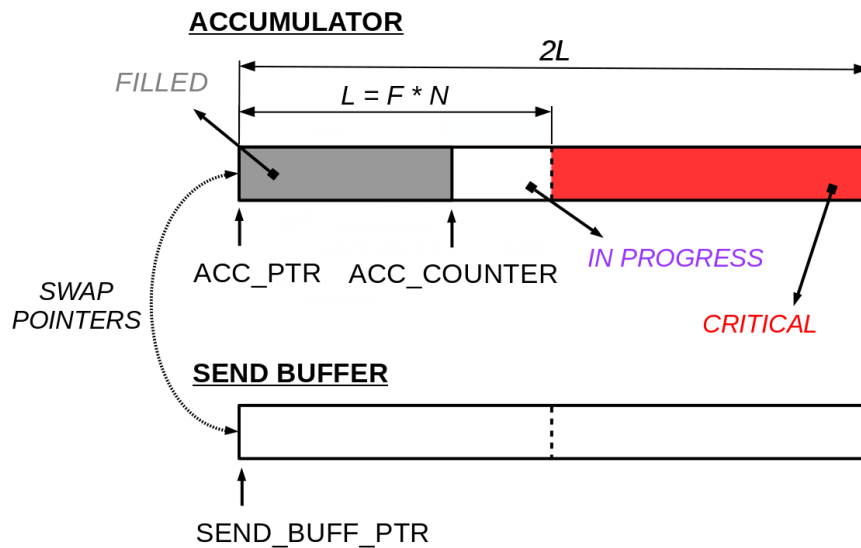 ACCUMULATOR
2L
FILLED
L = F * N
ACC_PTR
ACC_COUNTER
IN PROGRESS
SWAP
POINTERS
CRITICAL
SEND BUFFER
SEND_BUFF_PTR